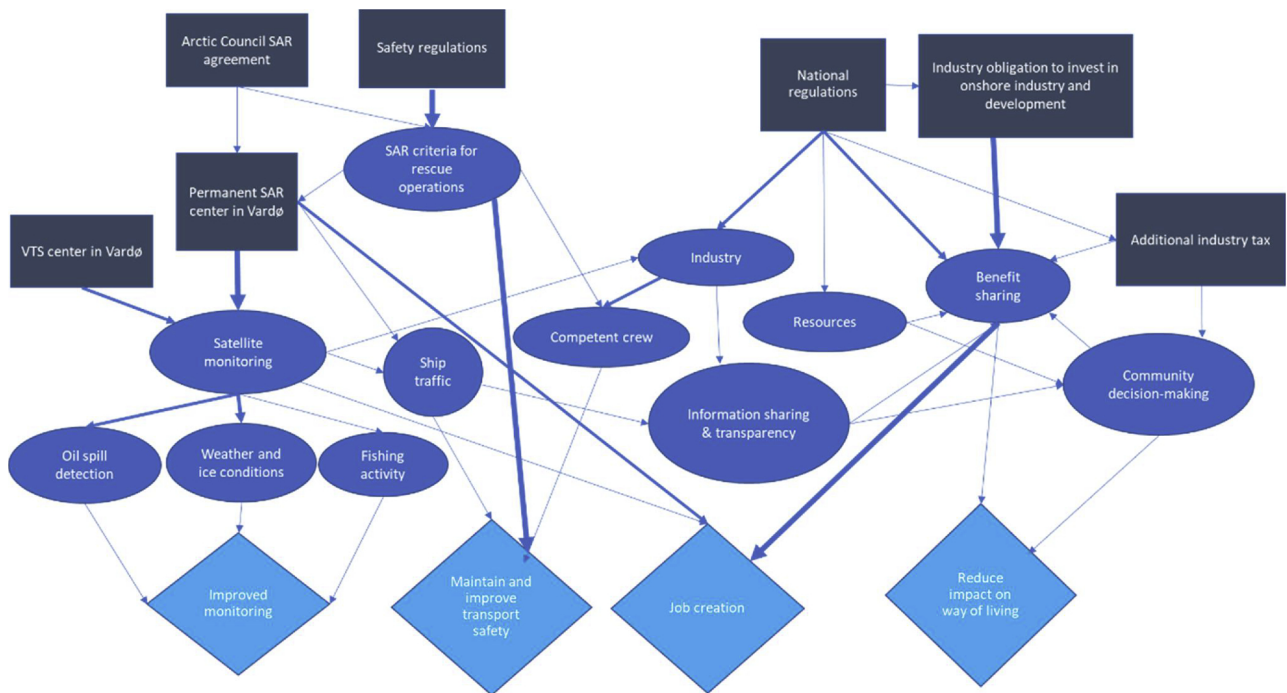 Arctic Council SAR
agreement
Safety regulations
National
regulations
Industry obligation to invest in
onshore industry and
development
SAR criteria for
rescue
operations
Permanent SAR
center in Vardø
VTS center in Vardø
Industry
Additional industry tax
Benefit
sharing
Resources
Satellite
monitoring
Competent crew
Ship
traffic
Community
decision-making
Information sharing
& transparency
Oil spill
detection
Weather and
ice conditions
Fishing
activity
Improved
monitoring
Maintain and
improve
transport
safety
Job creation
Reduce
impact on
way of living